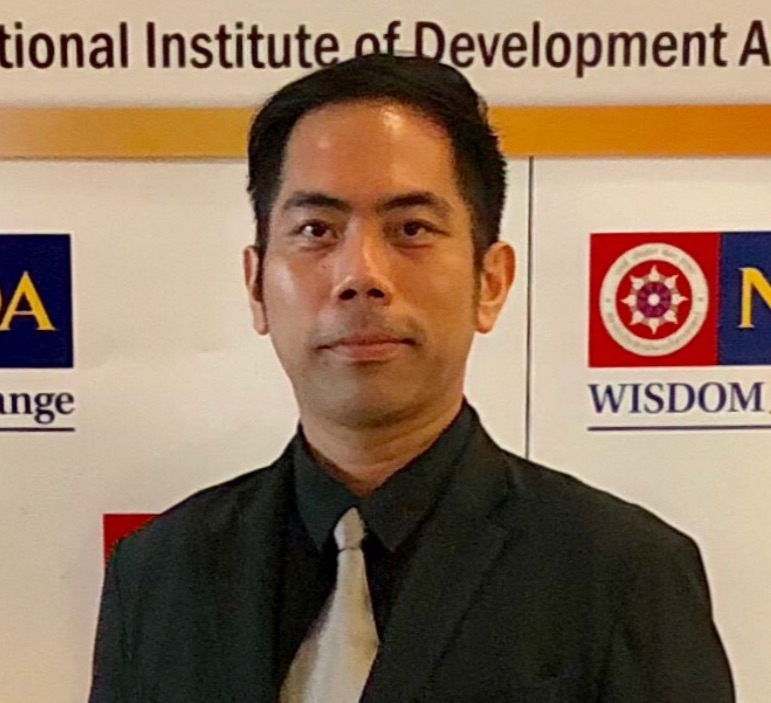 tional Institute of Development A
DA
ange
N
WISDOM